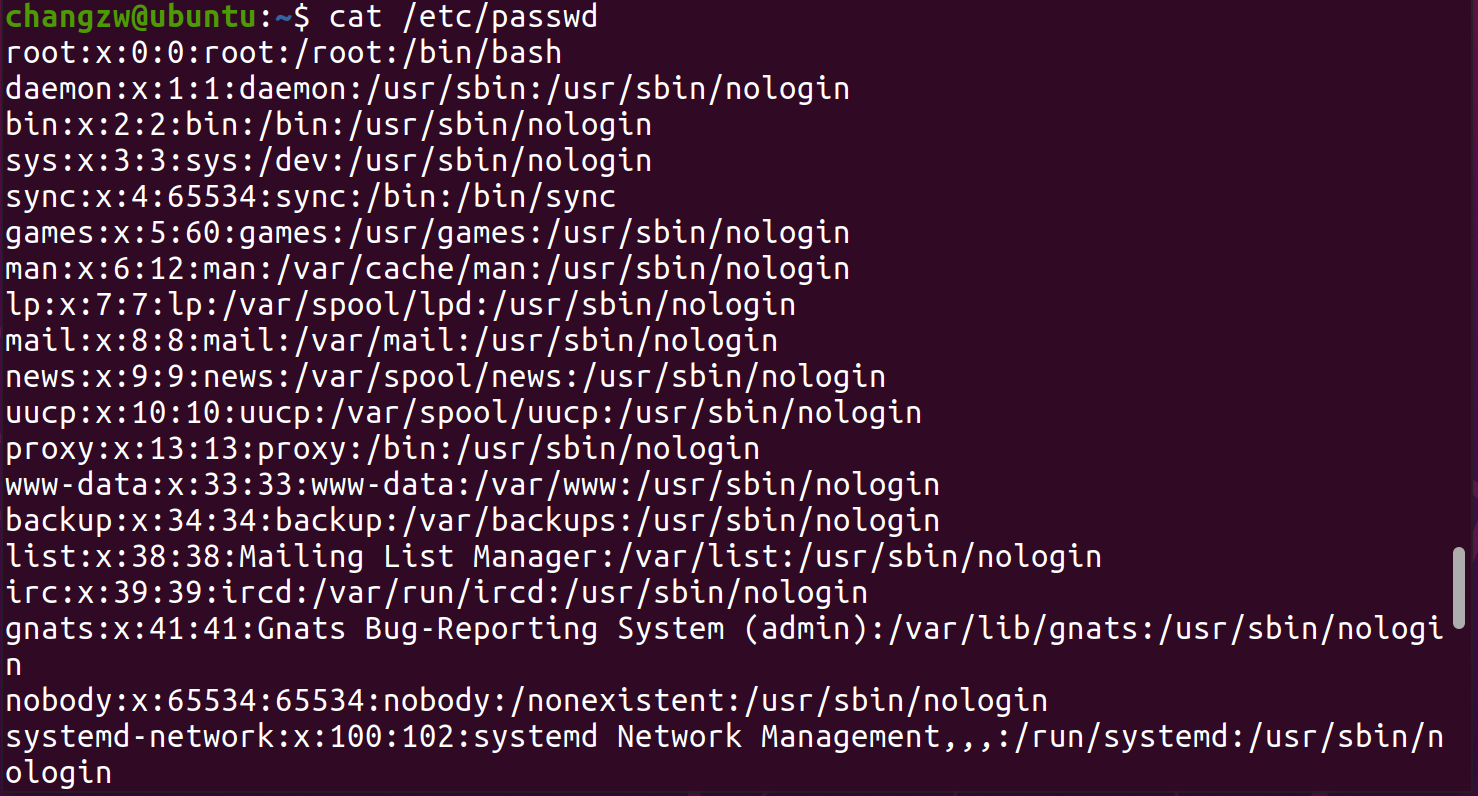 changzw@ubuntu:~$ cat /etc/passwd
root:x:0:0:root:/root:/bin/bash
daemon:x:1:1:daemon:/usr/sbin:/usr/sbin/nologin
bin:x:2:2:bin:/bin:/usr/sbin/nologin
sys:x:3:3:sys:/dev:/usr/sbin/nologin
sync:x:4:65534:sync:/bin:/bin/sync
games:x:5:60:games:/usr/games:/usr/sbin/nologin
man:x:6:12:man:/var/cache/man:/usr/sbin/nologin
lp:x:7:7:lp:/var/spool/lpd:/usr/sbin/nologin
mail:x:8:8:mail:/var/mail:/usr/sbin/nologin
news:x:9:9:news:/var/spool/news:/usr/sbin/nologin
uucp:x:10:10:uucp:/var/spool/uucp:/usr/sbin/nologin
proxy:x:13:13:proxy:/bin:/usr/sbin/nologin
www-data:x:33:33:www-data:/var/www:/usr/sbin/nologin
backup:x:34:34:backup:/var/backups:/usr/sbin/nologin
list:x:38:38:Mailing List Manager:/var/list:/usr/sbin/nologin
irc:x:39:39:ircd:/var/run/ircd:/usr/sbin/nologin
gnats:x:41:41:Gnats Bug-Reporting System (admin):/var/lib/gnats:/usr/sbin/nologi
n
nobody:x:65534:65534:nobody:/nonexistent:/usr/sbin/nologin
systemd-network:x:100:102:systemd Network Management,,,:/run/systemd:/usr/sbin/n
ologin